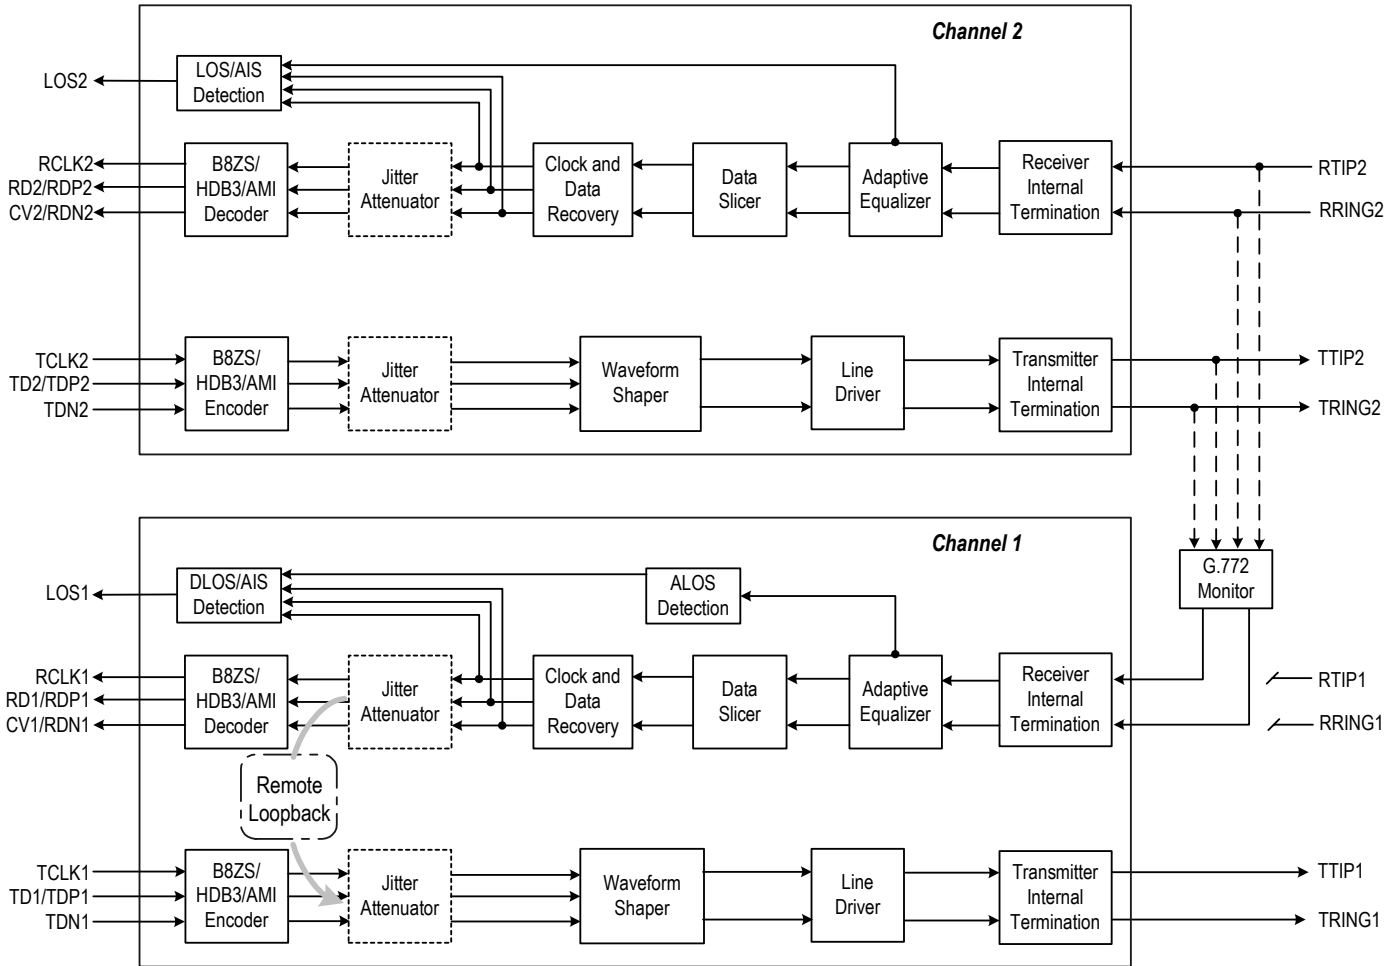 Channel 2
LOS2
LOS/AIS
Detection
RCLK2
RD2/RDP2
CV2/RDN2
B8ZS/
HDB3/AMI
Decoder
Jitter
Attenuator
Clock and
Data
Recovery
Data
Slicer
Adaptive
Equalizer
Receiver
Internal
Termination
RTIP2
RRING2
TCLK2
TD2/TDP2
TDN2
B8ZS/
HDB3/AMI
Encoder
Jitter
Attenuator
Waveform
Shaper
Line
Driver
Transmitter
Internal
Termination
TTIP2
TRING2
Channel 1
G.772
Monitor
LOS1
DLOS/AIS
Detection
ALOS
Detection
RCLK1
RD1/RDP1
CV1/RDN1
B8ZS/
HDB3/AMI
Decoder
Jitter
Attenuator
Clock and
Data
Recovery
Data
Slicer
Adaptive
Equalizer
Receiver
Internal
Termination
RTIP1
RRING1
Remote
Loopback
TCLK1
TD1/TDP1
TDN1
B8ZS/
HDB3/AMI
Encoder
Jitter
Attenuator
Waveform
Shaper
Line
Driver
Transmitter
Internal
Termination
TTIP1
TRING1